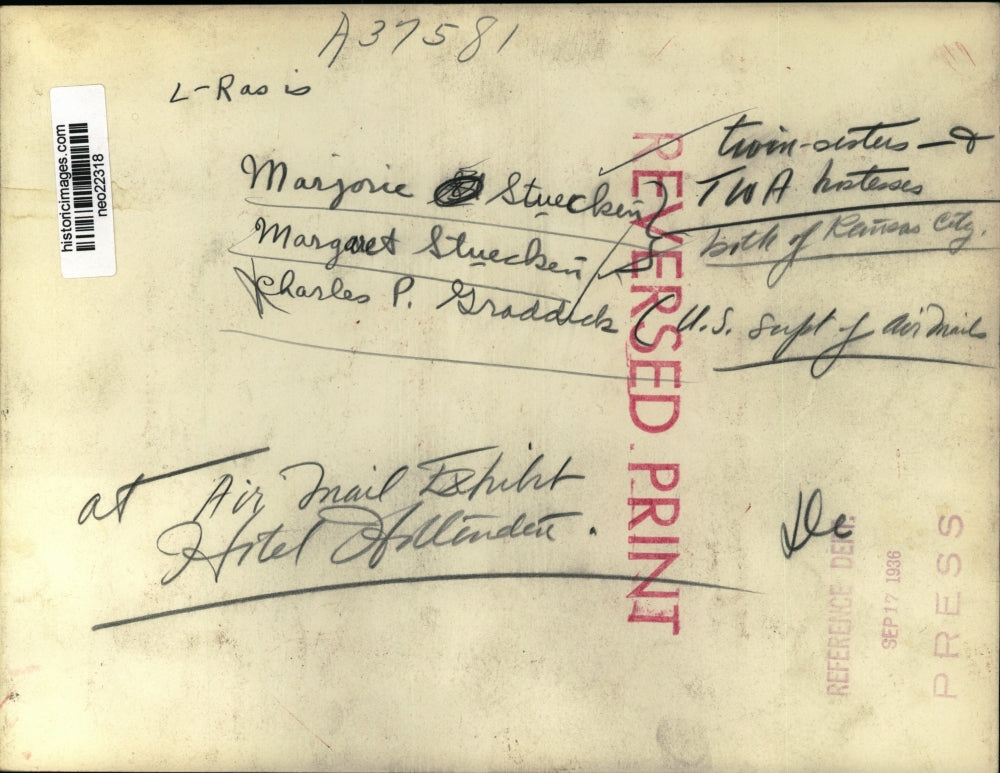 A37581
L-R as is
historicimages.com
neo22318
Marjorie Stuecken
Margaret Stuecken
twin-sisters — &
TWA hostesses
both of Kansas City.
Charles P. Graddick (U.S. supt of air mails
at Air Mail Exhibit
Hotel Hollenden.
REVERSED PRINT
REFERENCE DEPT.
SEP 17 1936
PRESS